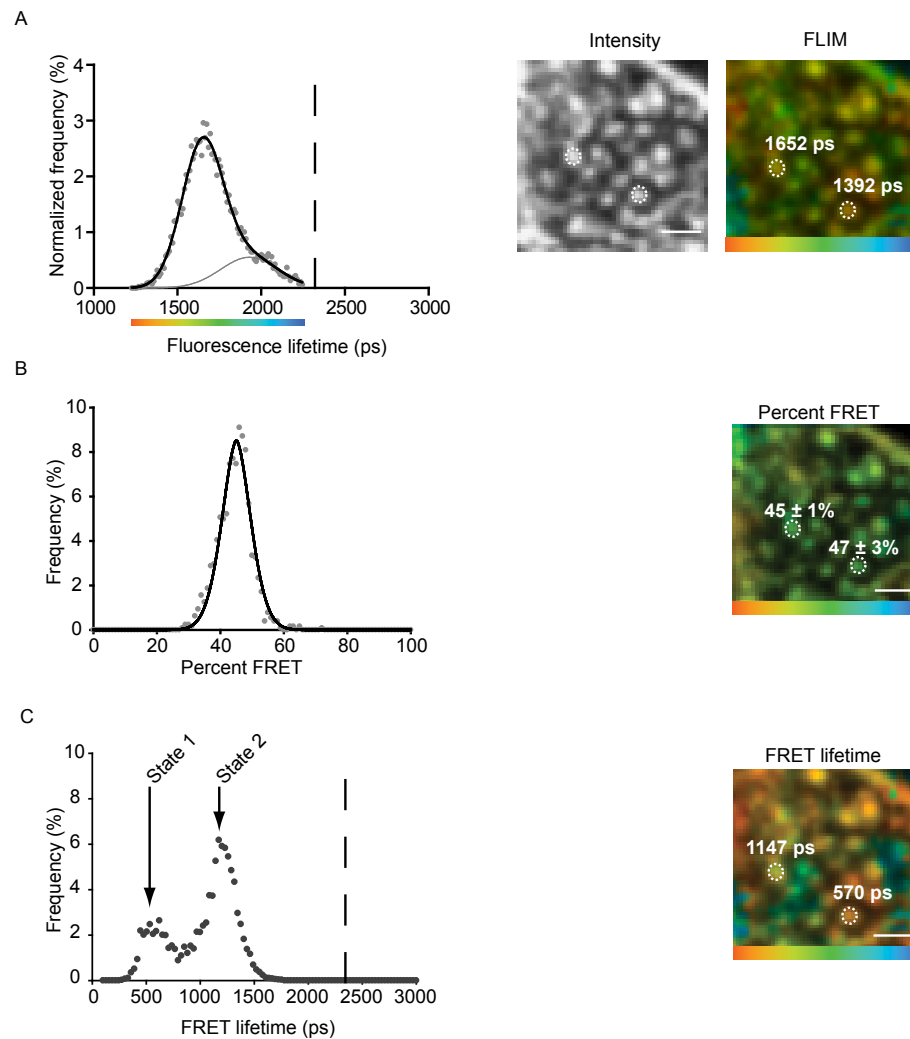 A
Intensity
FLIM
Normalized frequency (%)
4
3
2
1
0
1000 1500 2000 2500 3000
Fluorescence lifetime (ps)
1652 ps
1392 ps
B
Percent FRET
Frequency (%)
10
8
6
4
2
0
0 20 40 60 80 100
Percent FRET
45 ± 1%
47 ± 3%
C
State 1
State 2
FRET lifetime
Frequency (%)
10
8
6
4
2
0
0 500 1000 1500 2000 2500 3000
FRET lifetime (ps)
1147 ps
570 ps